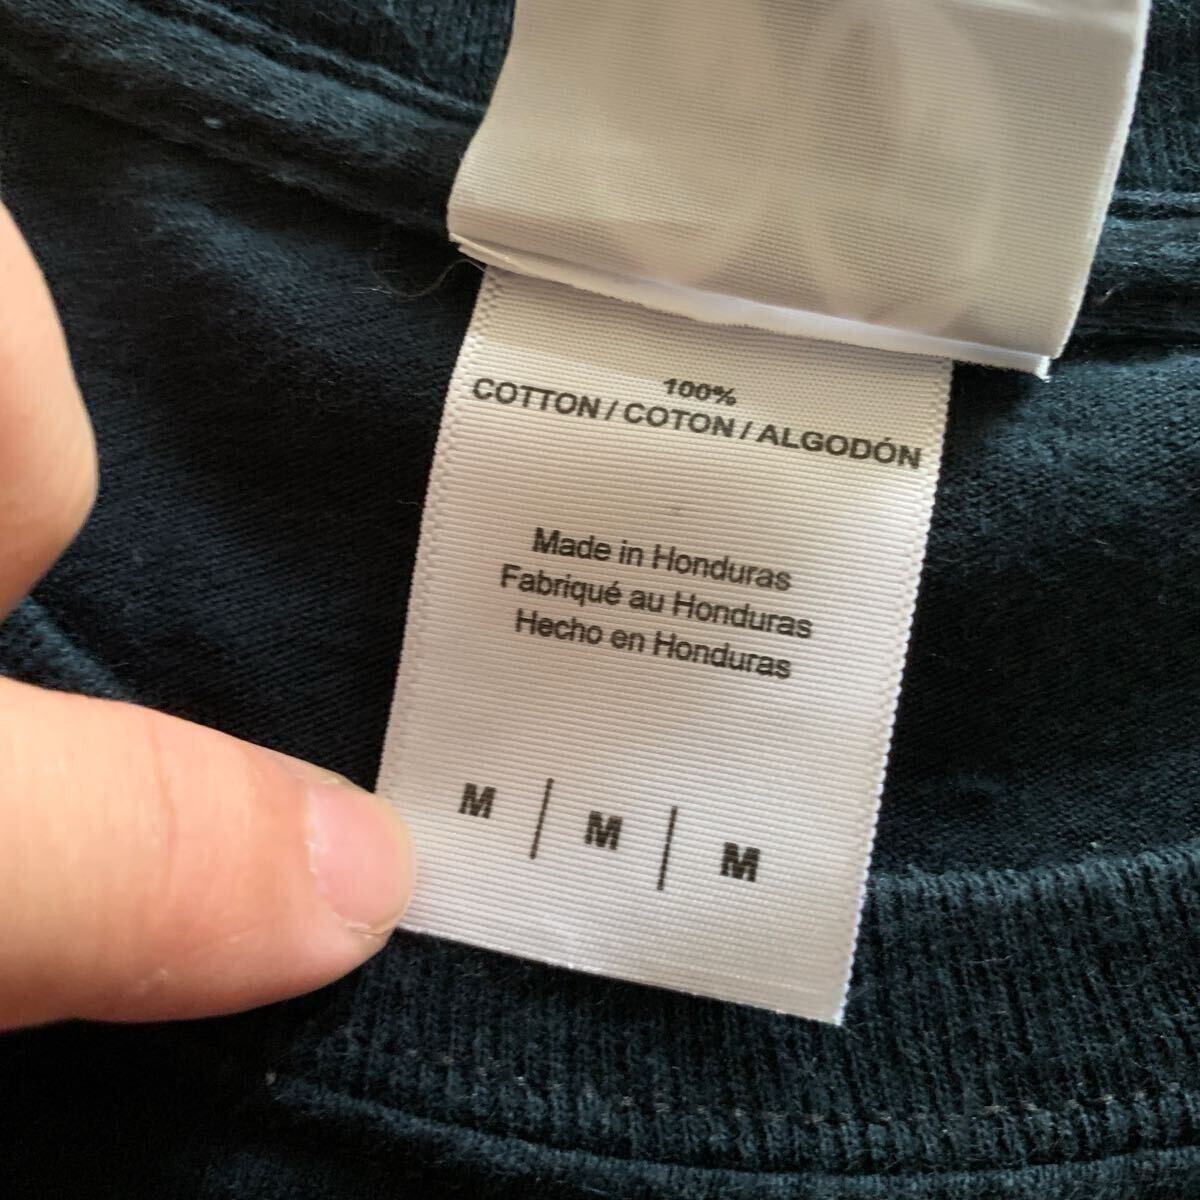 100%
COTTON / COTON / ALGODÓN
Made in Honduras
Fabriqué au Honduras
Hecho en Honduras
M | M | M